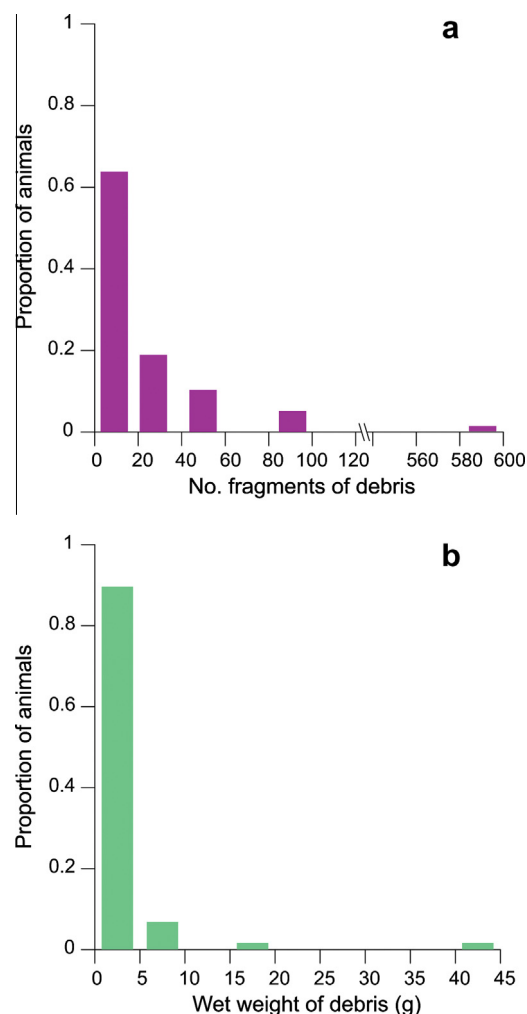 a
1
0.8
0.6
0.4
0.2
0
Proportion of animals
0 20 40 60 80 100 120 560 580 600
No. fragments of debris
b
1
0.8
0.6
0.4
0.2
0
Proportion of animals
0 5 10 15 20 25 30 35 40 45
Wet weight of debris (g)